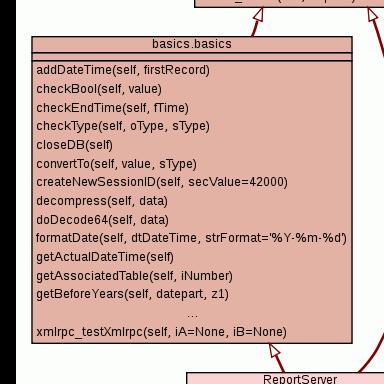 basics.basics
addDateTime(self, firstRecord)
checkBool(self, value)
checkEndTime(self, fTime)
checkType(self, oType, sType)
closeDB(self)
convertTo(self, value, sType)
createNewSessionID(self, secValue=42000)
decompress(self, data)
doDecode64(self, data)
formatDate(self, dtDateTime, strFormat='%Y-%m-%d')
getActualDateTime(self)
getAssociatedTable(self, iNumber)
getBeforeYears(self, datepart, z1)
...
xmlrpc_testXmlrpc(self, iA=None, iB=None)
ReportServer